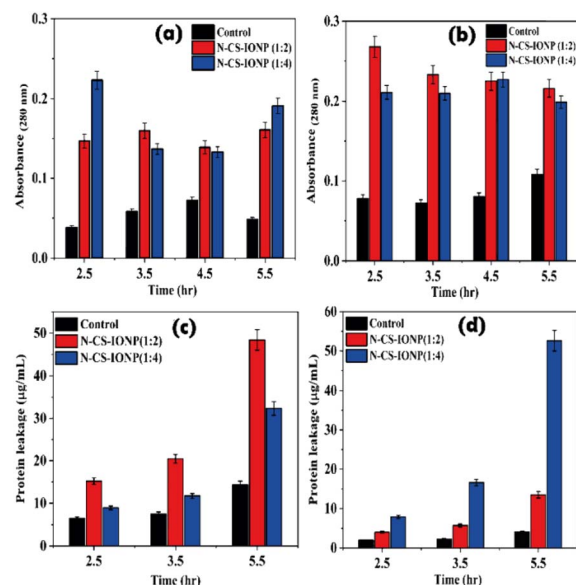 (a)
Control
N-CS-IONP (1:2)
N-CS-IONP (1:4)
0.3
0.2
0.1
0.0
Absorbance (280 nm)
2.5 3.5 4.5 5.5
Time (hr)
(b)
Control
N-CS-IONP (1:2)
N-CS-IONP (1:4)
0.3
0.2
0.1
0.0
Absorbance (280 nm)
2.5 3.5 4.5 5.5
Time (hr)
(c)
Control
N-CS-IONP(1:2)
N-CS-IONP(1:4)
50
40
30
20
10
0
Protein leakage (µg/mL)
2.5 3.5 5.5
Time (hr)
(d)
Control
N-CS-IONP(1:2)
N-CS-IONP(1:4)
60
50
40
30
20
10
0
Protein leakage (µg/mL)
2.5 3.5 5.5
Time (hr)